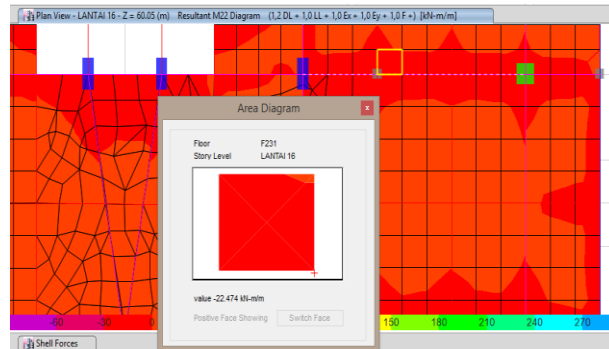 Plan View - LANTAI 16 - Z = 60.05 (m) Resultant M22 Diagram (1,2 DL + 1,0 LL + 1,0 Ex + 1,0 Ey + 1,0 F +) [kN-m/m]
Area Diagram
x
Floor F231
Story Level LANTAI 16
value -22.474 kN-m/m
Positive Face Showing Switch Face
-60 -30 0 150 180 210 240 270
Shell Forces